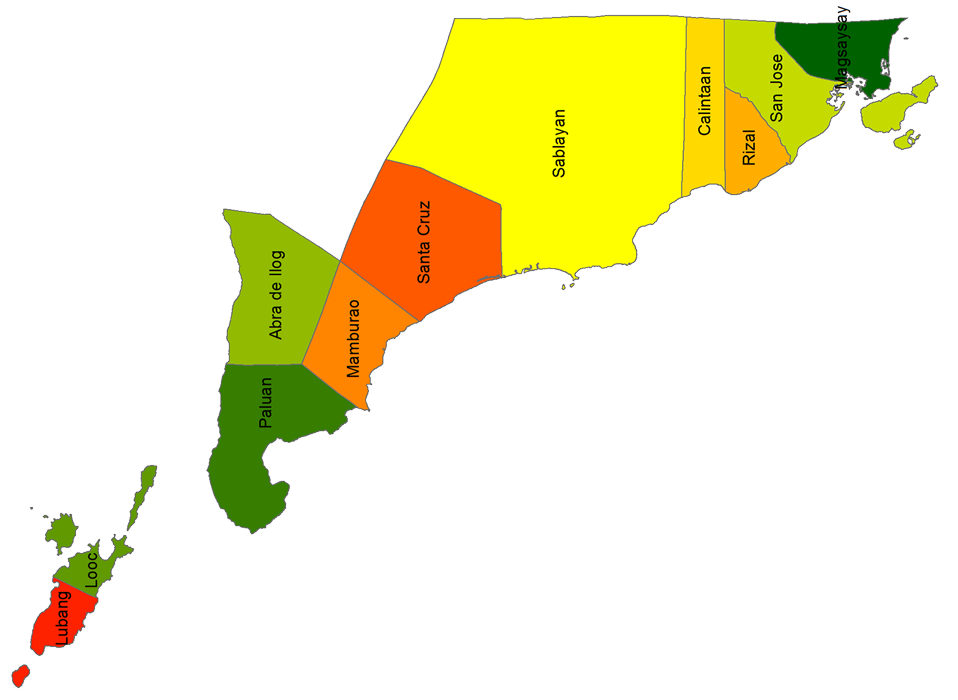 Magsaysay
San Jose
Calintaan
Rizal
Sablayan
Santa Cruz
Abra de Ilog
Mamburao
Paluan
Looc
Lubang